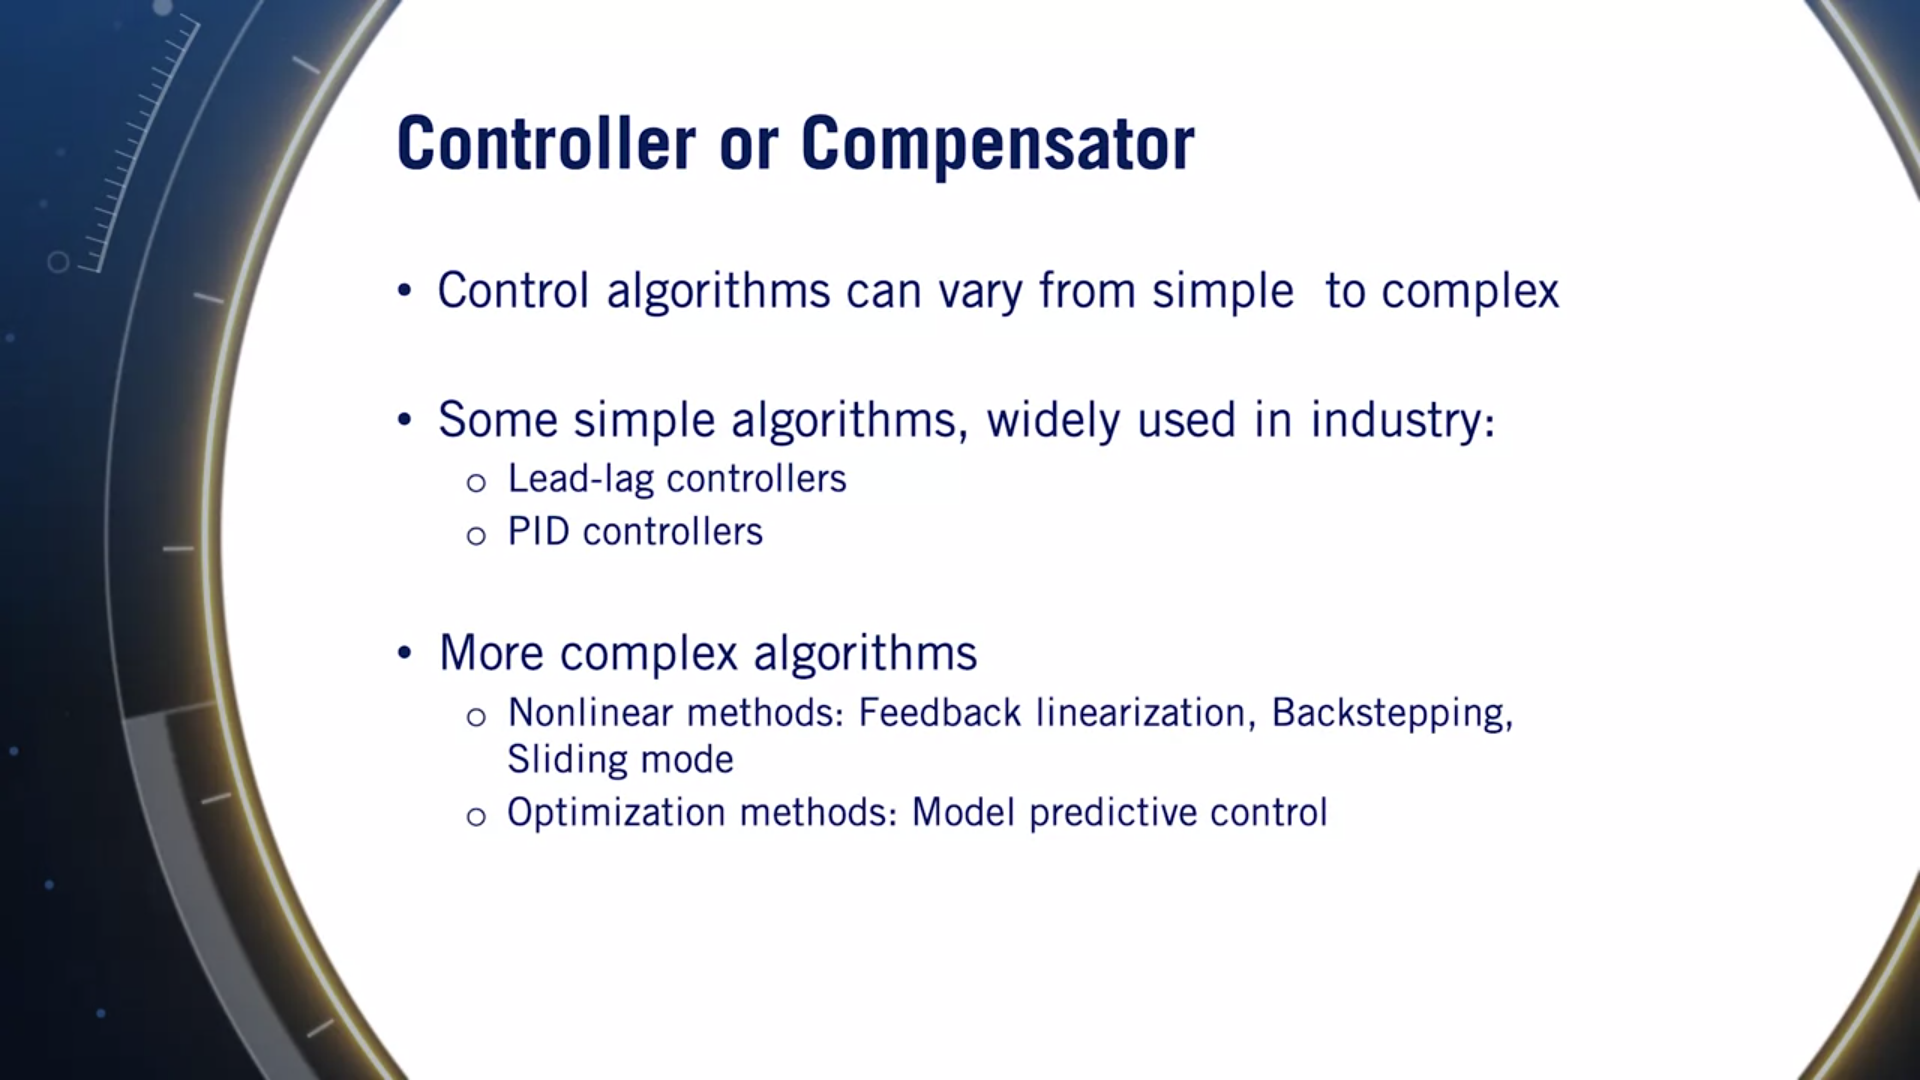 Controller or Compensator
• Control algorithms can vary from simple  to complex
• Some simple algorithms, widely used in industry:
o Lead-lag controllers
o PID controllers
• More complex algorithms
o Nonlinear methods: Feedback linearization, Backstepping,
Sliding mode
o Optimization methods: Model predictive control